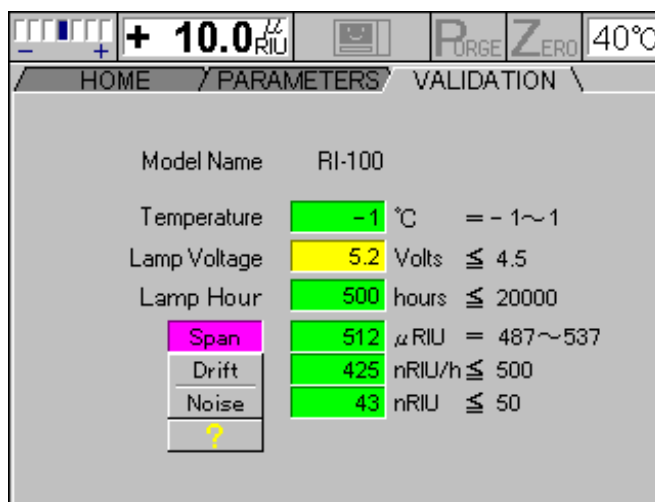 − + + 10.0 μRIU PURGE ZERO 40℃
HOME PARAMETERS VALIDATION
Model Name RI-100
Temperature −1 ℃ = − 1〜1
Lamp Voltage 5.2 Volts ≦ 4.5
Lamp Hour 500 hours ≦ 20000
Span 512 μRIU = 487〜537
Drift 425 nRIU/h ≦ 500
Noise 43 nRIU ≦ 50
?